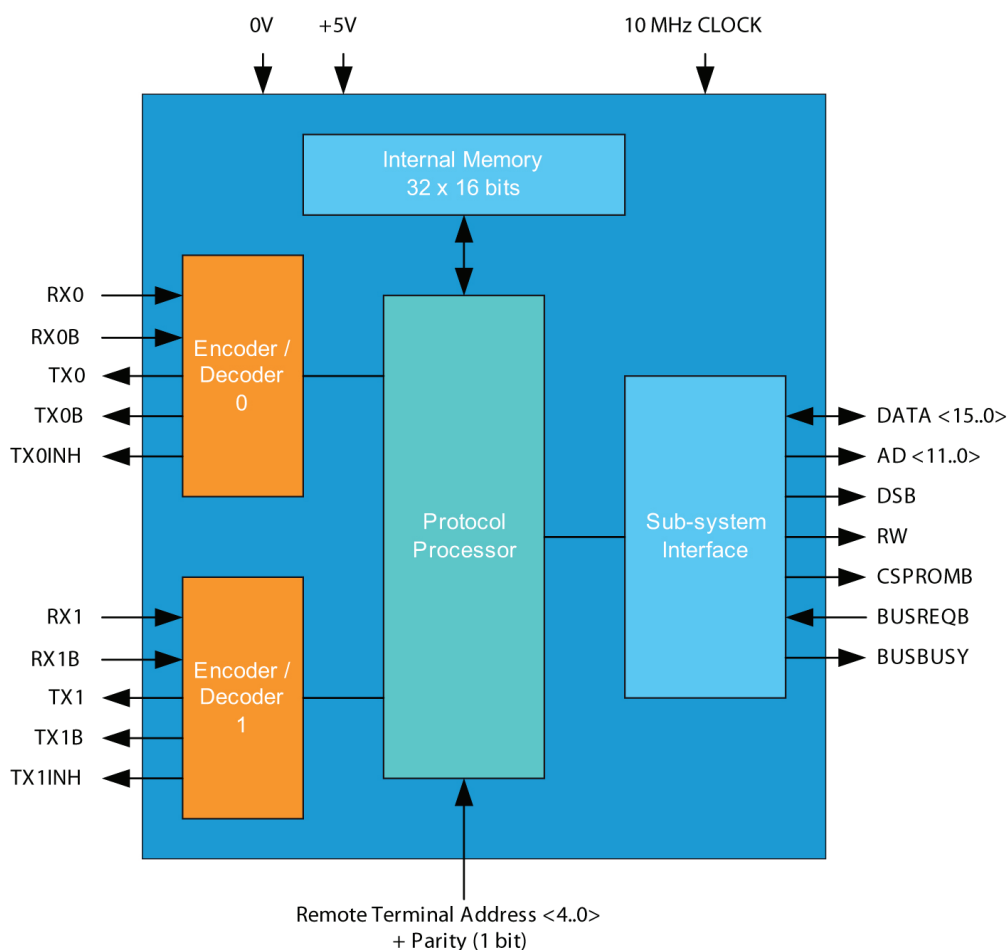 0V
+5V
10 MHz CLOCK
Internal Memory
32 x 16 bits
RX0
RX0B
TX0
TX0B
TX0INH
Encoder /
Decoder
0
RX1
RX1B
TX1
TX1B
TX1INH
Encoder /
Decoder
1
Protocol
Processor
Sub-system
Interface
DATA <15..0>
AD <11..0>
DSB
RW
CSPROMB
BUSREQB
BUSBUSY
Remote Terminal Address <4..0>
+ Parity (1 bit)